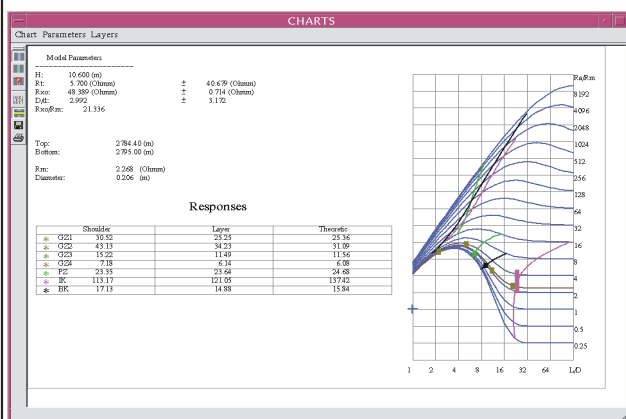 CHARTS
Chart Parameters Layers
Model Parameters
H: 10.600 (m)
Rt: 5.700 (Ohmm) ± 40.679 (Ohmm)
Rxo: 48.389 (Ohmm) ± 0.714 (Ohmm)
D/d: 2.992 ± 3.172
Rxo/Rm: 21.336
Top: 2784.40 (m)
Bottom: 2795.00 (m)
Rm: 2.268 (Ohmm)
Diameter: 0.206 (m)
Responses
Shoulder Layer Theoretic
GZ1 30.52 25.25 25.36
GZ2 43.13 34.23 31.09
GZ3 15.22 11.49 11.56
GZ4 7.18 6.14 6.08
PZ 23.35 23.64 24.68
IK 113.17 121.05 137.42
BK 17.13 14.88 15.84
Ra/Rm
8192
4096
2048
1024
512
256
128
64
32
16
8
4
2
1
0.5
0.25
1 2 4 8 16 32 64 L/D